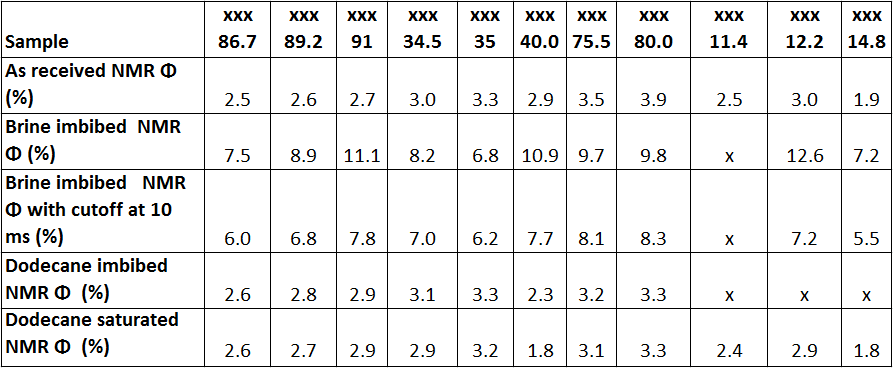 Sample xxx 86.7 xxx 89.2 xxx 91 xxx 34.5 xxx 35 xxx 40.0 xxx 75.5 xxx 80.0 xxx 11.4 xxx 12.2 xxx 14.8
As received NMR Φ
(%) 2.5 2.6 2.7 3.0 3.3 2.9 3.5 3.9 2.5 3.0 1.9
Brine imbibed NMR
Φ (%) 7.5 8.9 11.1 8.2 6.8 10.9 9.7 9.8 x 12.6 7.2
Brine imbibed NMR
Φ with cutoff at 10
ms (%) 6.0 6.8 7.8 7.0 6.2 7.7 8.1 8.3 x 7.2 5.5
Dodecane imbibed
NMR Φ (%) 2.6 2.8 2.9 3.1 3.3 2.3 3.2 3.3 x x x
Dodecane saturated
NMR Φ (%) 2.6 2.7 2.9 2.9 3.2 1.8 3.1 3.3 2.4 2.9 1.8